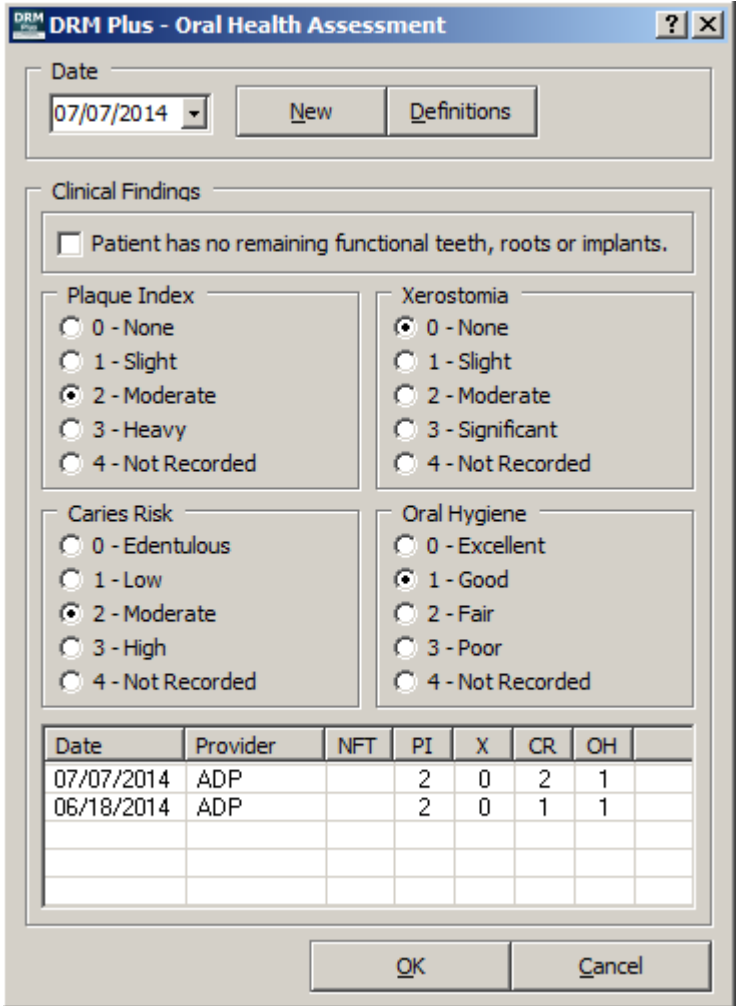 DRM Plus DRM Plus - Oral Health Assessment ?
Date
07/07/2014 New Definitions
Clinical Findings
Patient has no remaining functional teeth, roots or implants.
Plaque Index
0 - None
1 - Slight
2 - Moderate
3 - Heavy
4 - Not Recorded
Xerostomia
0 - None
1 - Slight
2 - Moderate
3 - Significant
4 - Not Recorded
Caries Risk
0 - Edentulous
1 - Low
2 - Moderate
3 - High
4 - Not Recorded
Oral Hygiene
0 - Excellent
1 - Good
2 - Fair
3 - Poor
4 - Not Recorded
Date Provider NFT PI X CR OH
07/07/2014 ADP 2 0 2 1
06/18/2014 ADP 2 0 1 1
OK Cancel